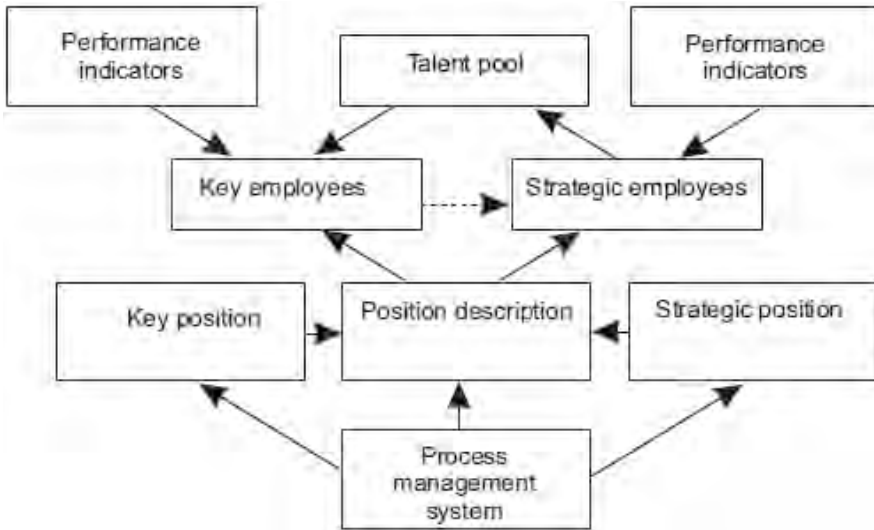 Performance
indicators
Talent pool
Performance
indicators
Key employees
Strategic employees
Key position
Position description
Strategic position
Process
management
system